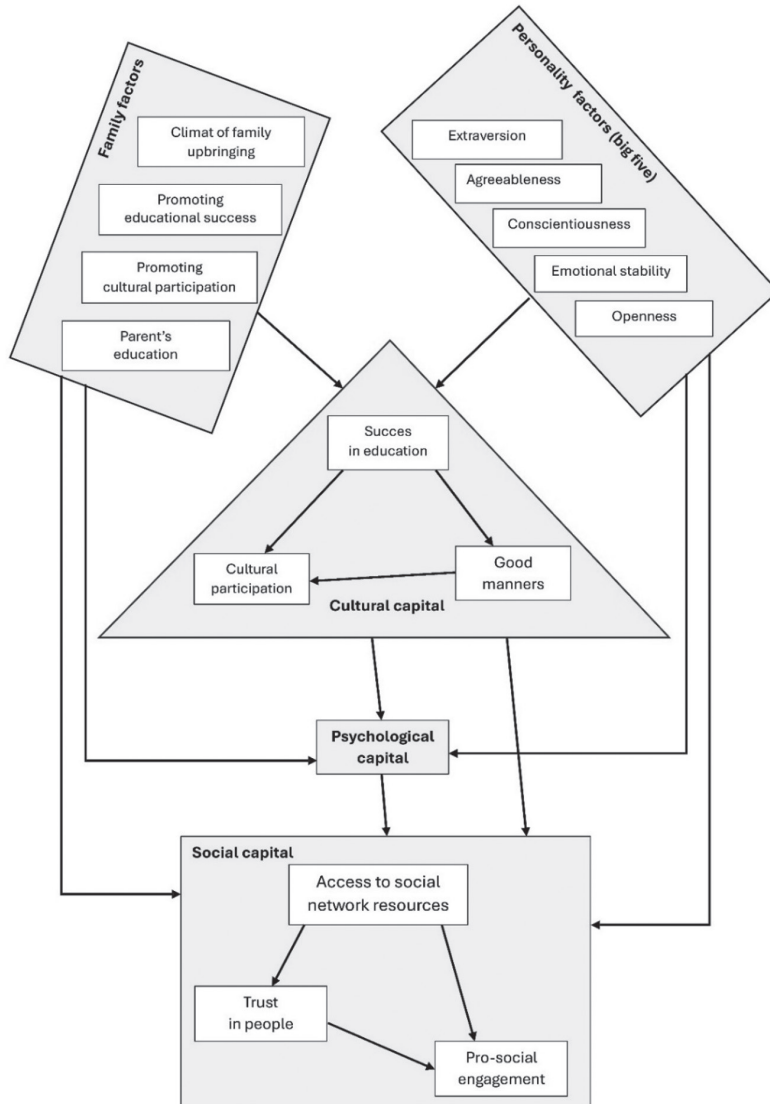 Family factors
Climat of family
upbringing
Promoting
educational success
Promoting
cultural participation
Parent's
education
Personality factors (big five)
Extraversion
Agreeableness
Conscientiousness
Emotional stability
Openness
Succes
in education
Cultural
participation
Good
manners
Cultural capital
Psychological
capital
Social capital
Access to social
network resources
Trust
in people
Pro-social
engagement